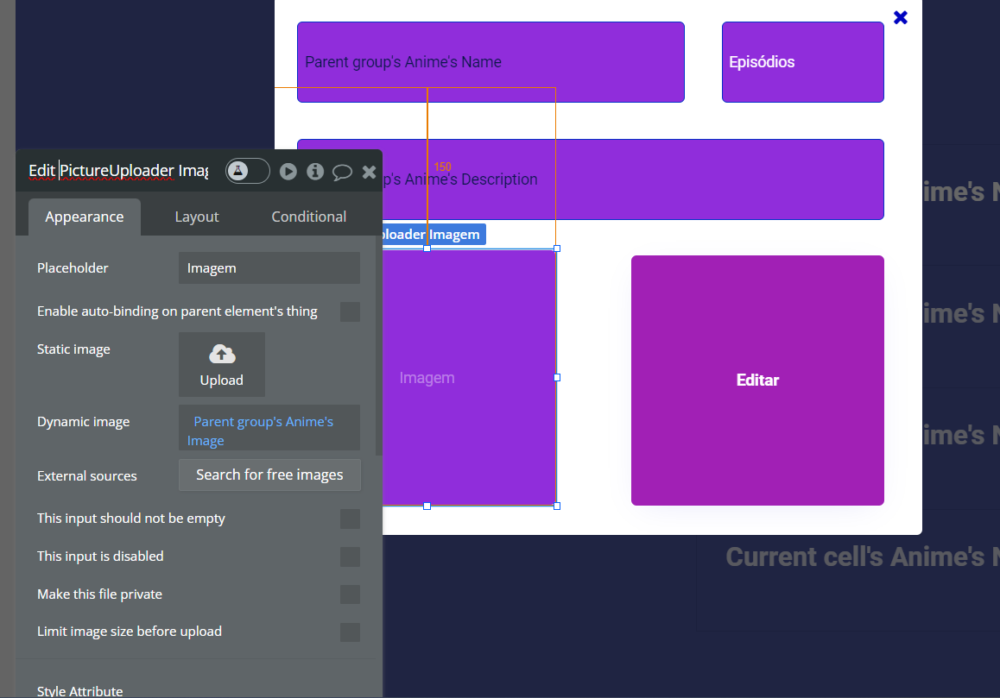 Parent group's Anime's Name
Episódios
150
p's Anime's Description
Edit PictureUploader Imag
Appearance
Layout
Conditional
ploader Imagem
Placeholder
Imagem
Enable auto-binding on parent element's thing
Static image
Upload
Dynamic image
Parent group's Anime's
Image
External sources
Search for free images
This input should not be empty
This input is disabled
Make this file private
Limit image size before upload
Style Attribute
Imagem
Editar
ime's N
ime's N
ime's N
Current cell's Anime's N